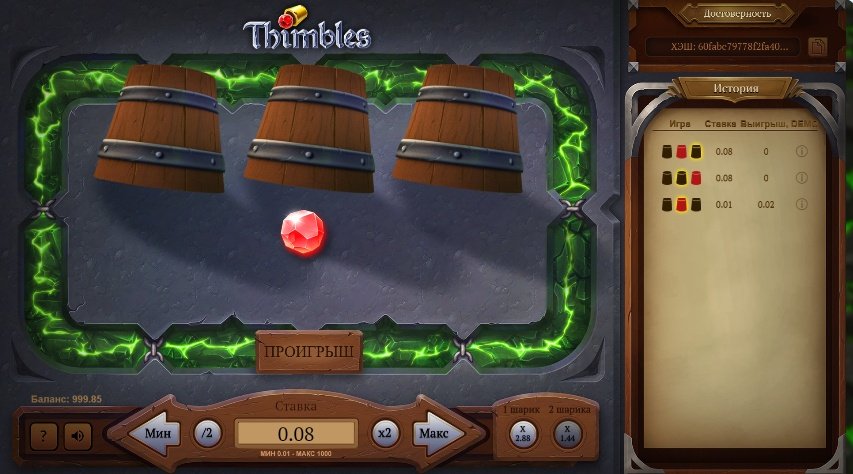 Thimbles
Достоверность
ХЭШ: 60fabc79778f2fa40...
История
Игра Ставка Выигрыш, DEMO
0.08 0
0.08 0
0.01 0.02
ПРОИГРЫШ
Баланс: 999.85
Ставка
1 шарик 2 шарика
? Мин /2 0.08 x2 Макс X 2.88 X 1.44
МИН 0.01 - МАКС 1000